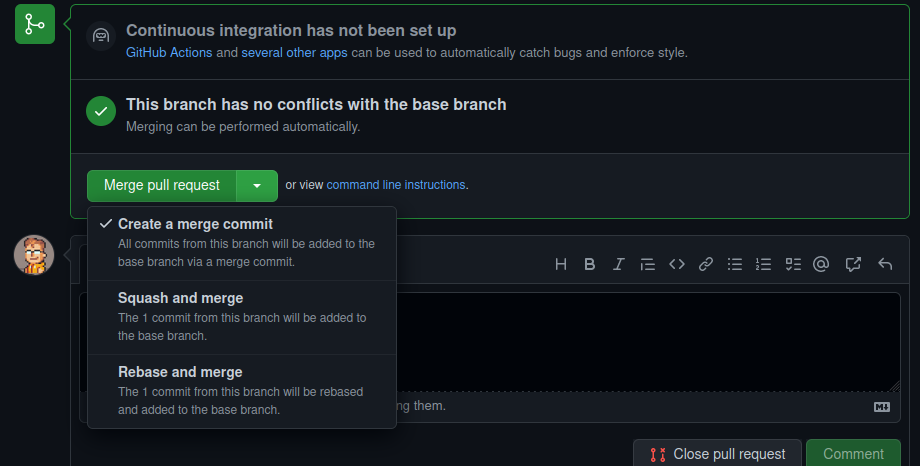 Continuous integration has not been set up
GitHub Actions and several other apps can be used to automatically catch bugs and enforce style.
This branch has no conflicts with the base branch
Merging can be performed automatically.
Merge pull request
or view command line instructions.
Create a merge commit
All commits from this branch will be added to the
base branch via a merge commit.
Squash and merge
The 1 commit from this branch will be added to
the base branch.
Rebase and merge
The 1 commit from this branch will be rebased
and added to the base branch.
ng them.
Close pull request
Comment